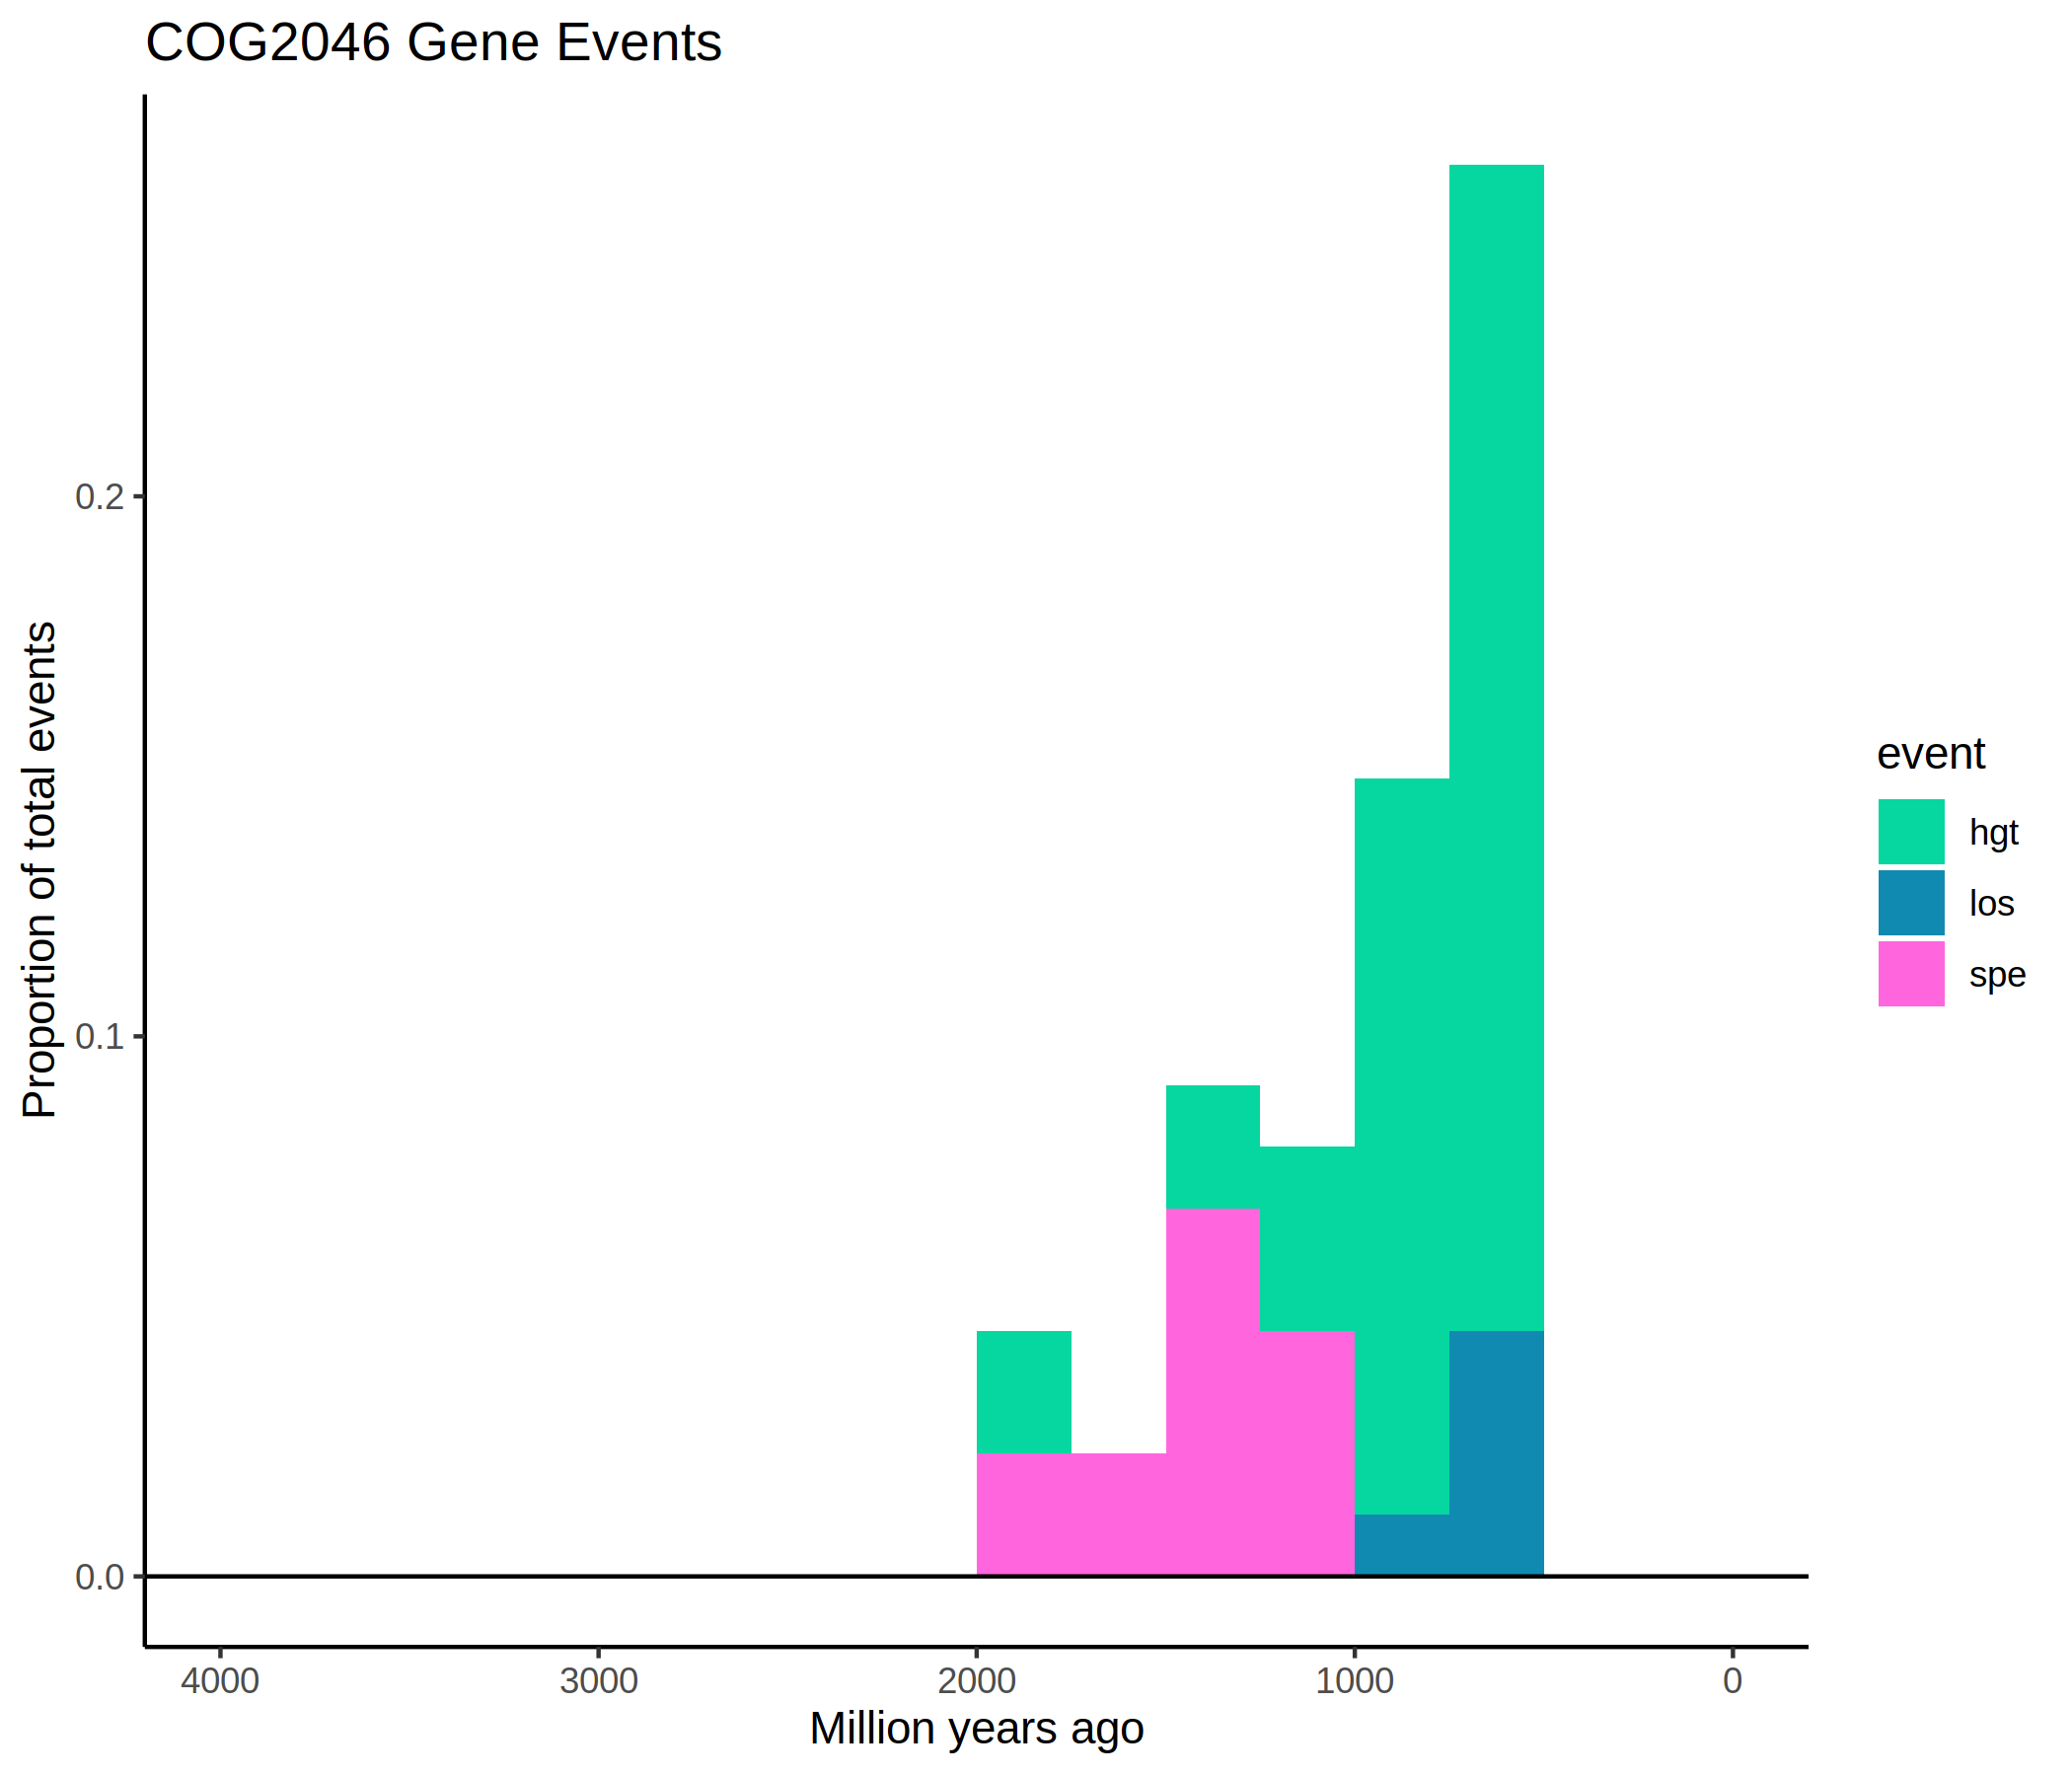 COG2046 Gene Events
Proportion of total events
0.2
0.1
0.0
4000 3000 2000 1000 0
Million years ago
event
hgt
los
spe